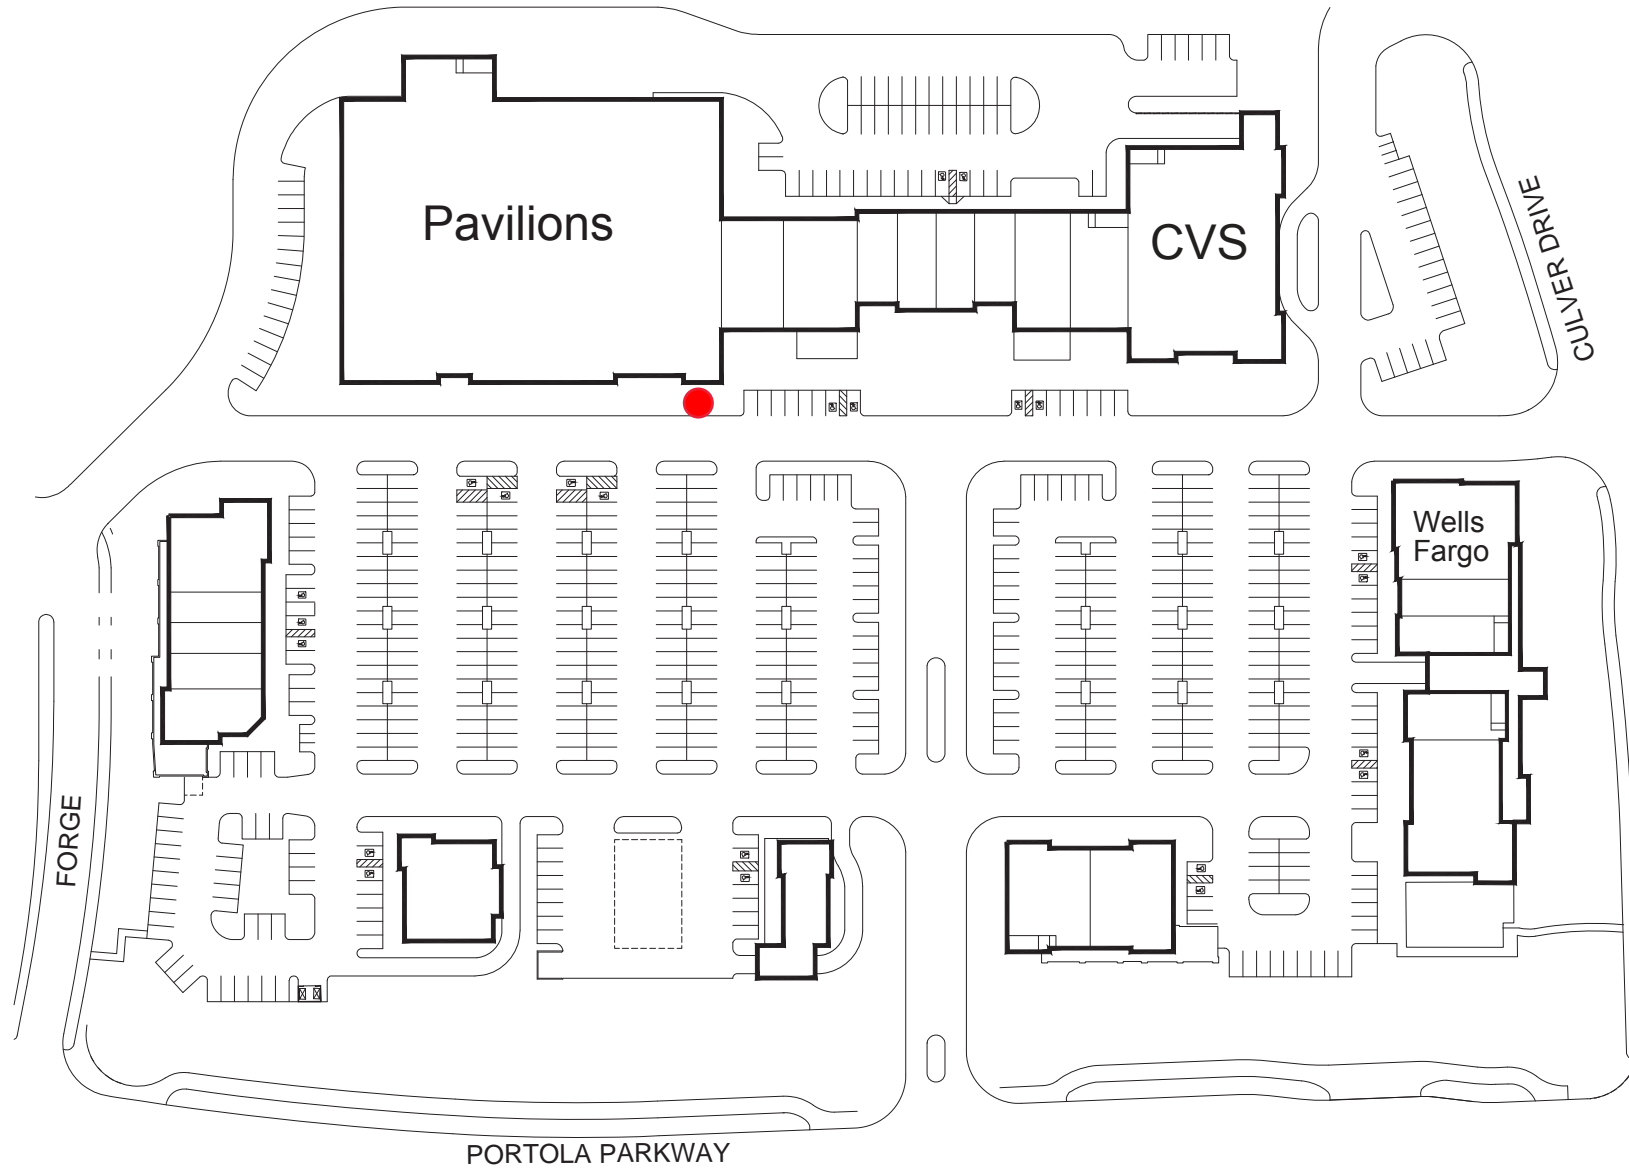 Pavilions
CVS
CULVER DRIVE
Wells
Fargo
FORGE
PORTOLA PARKWAY